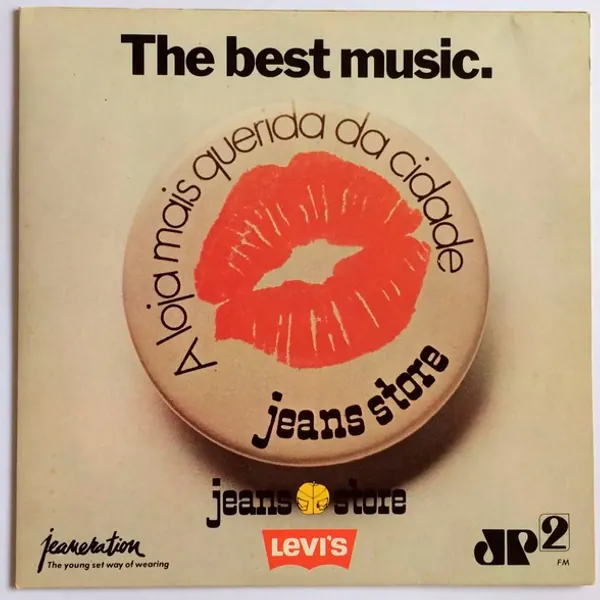 The best music.
A loja mais querida da cidade
jeans store
jeans store
jeaneration
The young set way of wearing
LEVI'S
JP2
FM